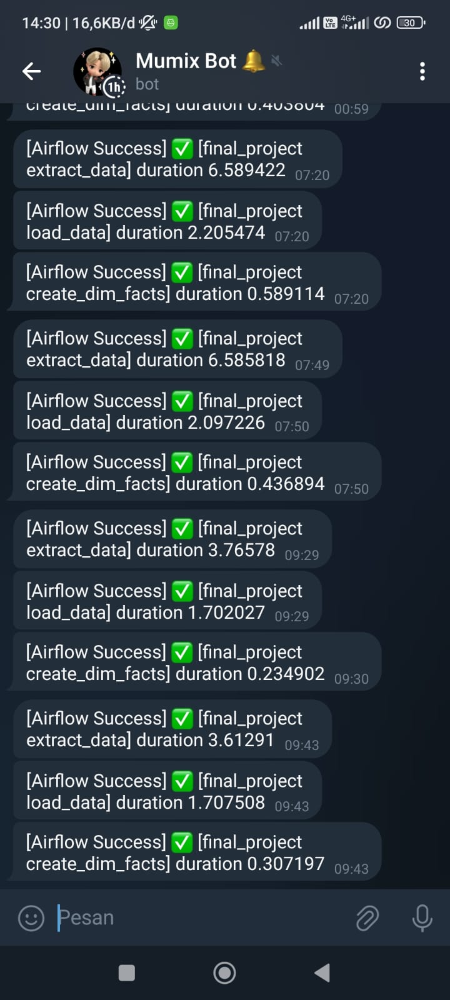 14:30 | 16,6KB/d
Vo LTE 4G+ 30
Mumix Bot
1h
bot
create_dim_facts] duration 0.403804 00:59
[Airflow Success] ✅ [final_project
extract_data] duration 6.589422 07:20
[Airflow Success] ✅ [final_project
load_data] duration 2.205474 07:20
[Airflow Success] ✅ [final_project
create_dim_facts] duration 0.589114 07:20
[Airflow Success] ✅ [final_project
extract_data] duration 6.585818 07:49
[Airflow Success] ✅ [final_project
load_data] duration 2.097226 07:50
[Airflow Success] ✅ [final_project
create_dim_facts] duration 0.436894 07:50
[Airflow Success] ✅ [final_project
extract_data] duration 3.76578 09:29
[Airflow Success] ✅ [final_project
load_data] duration 1.702027 09:29
[Airflow Success] ✅ [final_project
create_dim_facts] duration 0.234902 09:30
[Airflow Success] ✅ [final_project
extract_data] duration 3.61291 09:43
[Airflow Success] ✅ [final_project
load_data] duration 1.707508 09:43
[Airflow Success] ✅ [final_project
create_dim_facts] duration 0.307197 09:43
Pesan